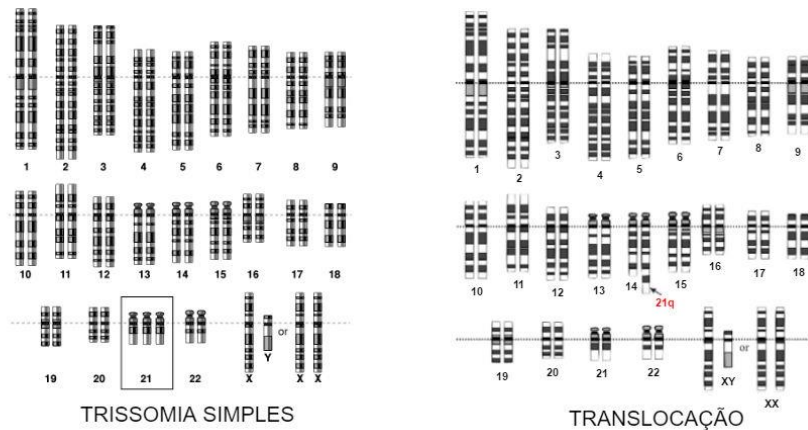 1 2 3 4 5 6 7 8 9
10 11 12 13 14 15 16 17 18
19 20 21 22 X Y or X X
TRISSOMIA SIMPLES
1 2 3 4 5 6 7 8 9
10 11 12 13 14 15 16 17 18
21q
19 20 21 22 XY or XX
TRANSLOCAÇÃO